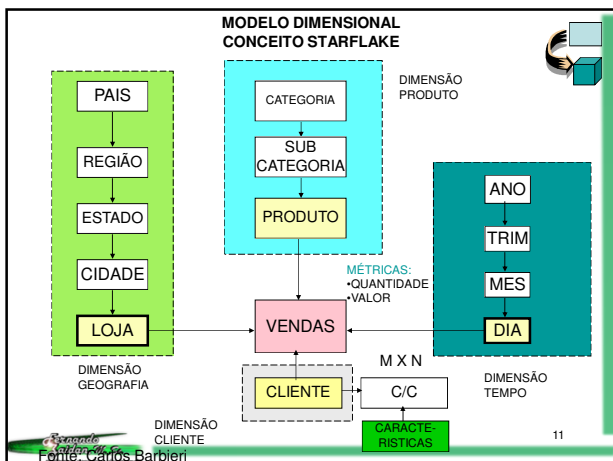 MODELO DIMENSIONAL
CONCEITO STARFLAKE
PAIS
REGIÃO
ESTADO
CIDADE
LOJA
DIMENSÃO
GEOGRAFIA
CATEGORIA
SUB
CATEGORIA
PRODUTO
DIMENSÃO
PRODUTO
ANO
TRIM
MES
DIA
DIMENSÃO
TEMPO
MÉTRICAS:
•QUANTIDADE
•VALOR
VENDAS
CLIENTE
M X N
C/C
CARACTE-
RISTICAS
DIMENSÃO
CLIENTE
Fonte: Carlos Barbieri
11